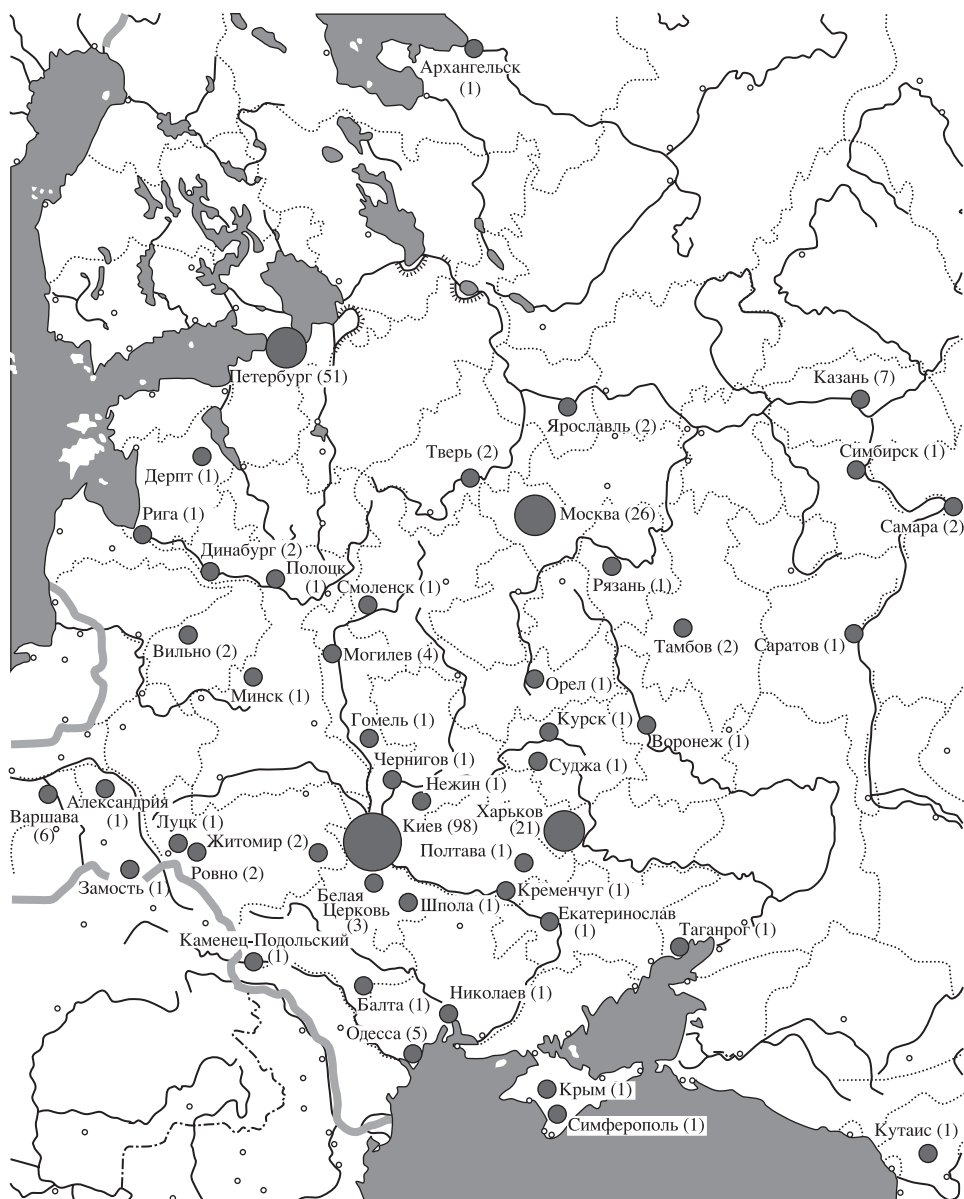 Архангельск
(1)
Петербург (51)
Казань (7)
Ярославль (2)
Тверь (2)
Симбирск (1)
Дерпт (1)
Рига (1)
Москва (26)
Самара (2)
Динабург (2)
Полоцк
(1)
Смоленск (1)
Рязань (1)
Вильно (2)
Могилев (4)
Тамбов (2)
Саратов (1)
Минск (1)
Орел (1)
Гомель (1)
Курск (1)
Воронеж (1)
Чернигов (1)
Суджа (1)
Нежин (1)
Варшава
(6)
Александрия
(1)
Луцк (1)
Житомир (2)
Киев (98)
Харьков
(21)
Полтава (1)
Замость (1)
Ровно (2)
Белая
Церковь
(3)
Шпола (1)
Кременчуг (1)
Екатеринослав
(1)
Таганрог (1)
Каменец-Подольский
(1)
Балта (1)
Николаев (1)
Одесса (5)
Крым (1)
Симферополь (1)
Кутаис (1)